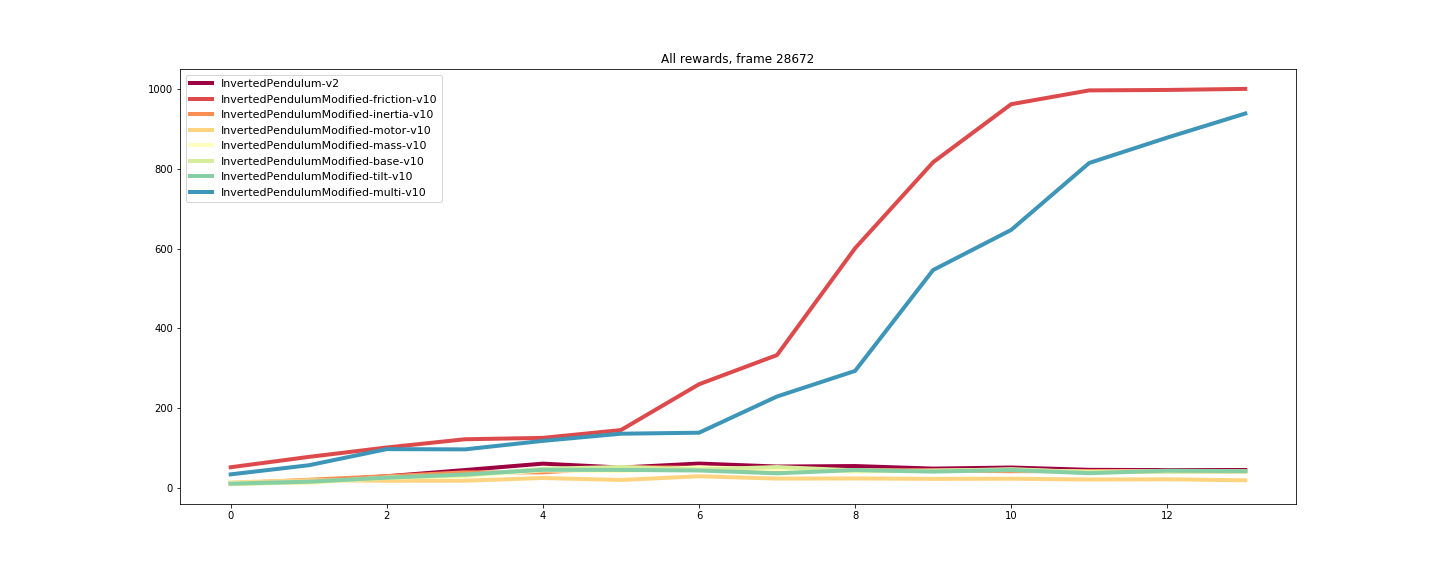 All rewards, frame 28672
InvertedPendulum-v2
InvertedPendulumModified-friction-v10
InvertedPendulumModified-inertia-v10
InvertedPendulumModified-motor-v10
InvertedPendulumModified-mass-v10
InvertedPendulumModified-base-v10
InvertedPendulumModified-tilt-v10
InvertedPendulumModified-multi-v10
1000
800
600
400
200
0
0 2 4 6 8 10 12